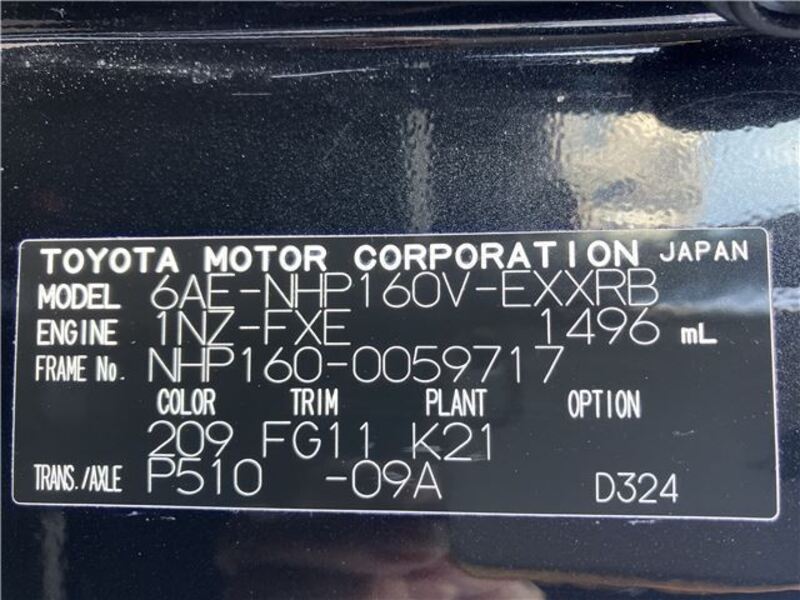 TOYOTA MOTOR CORPORATION JAPAN
MODEL 6AE-NHP160V-EXXRB
ENGINE 1NZ-FXE 1496 mL
FRAME No. NHP160-0059717
COLOR TRIM PLANT OPTION
209 FG11 K21
TRANS./AXLE P510 -09A D324